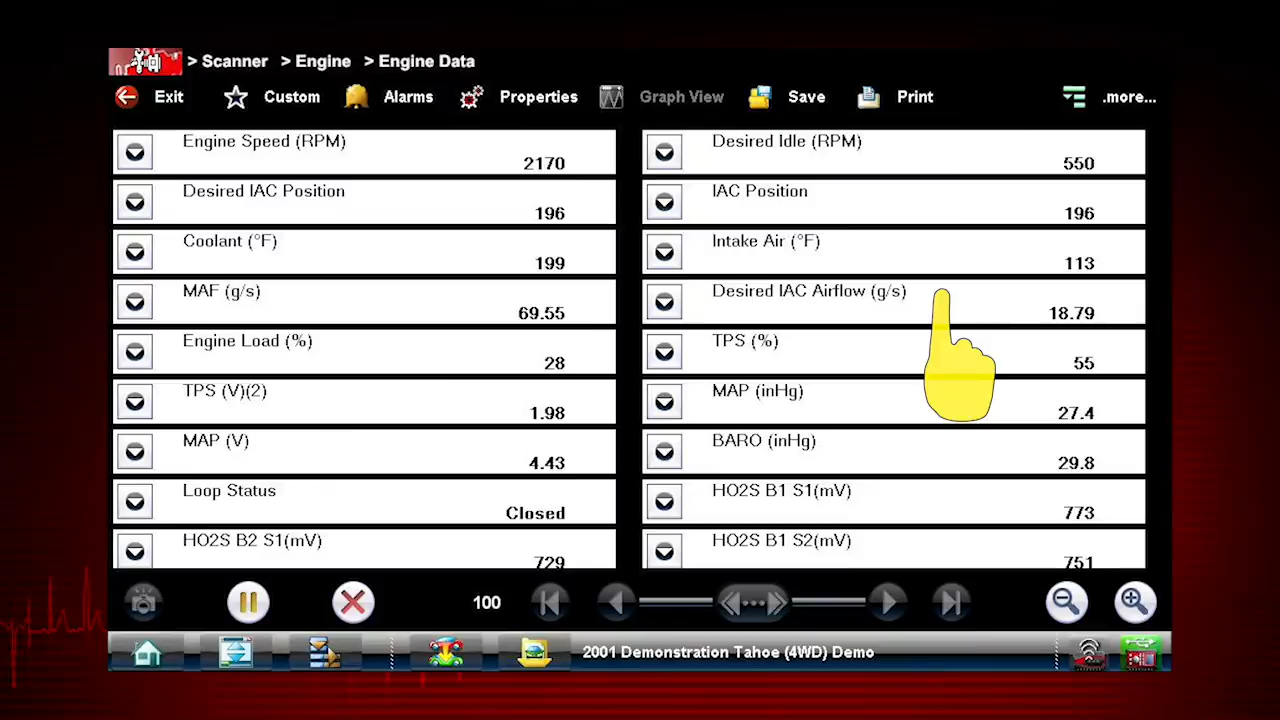 > Scanner > Engine > Engine Data
Exit Custom Alarms Properties Graph View Save Print .more...
Engine Speed (RPM) 2170
Desired Idle (RPM) 550
Desired IAC Position 196
IAC Position 196
Coolant (°F) 199
Intake Air (°F) 113
MAF (g/s) 69.55
Desired IAC Airflow (g/s) 18.79
Engine Load (%) 28
TPS (%) 55
TPS (V)(2) 1.98
MAP (inHg) 27.4
MAP (V) 4.43
BARO (inHg) 29.8
Loop Status Closed
HO2S B1 S1(mV) 773
HO2S B2 S1(mV) 729
HO2S B1 S2(mV) 751
100
2001 Demonstration Tahoe (4WD) Demo